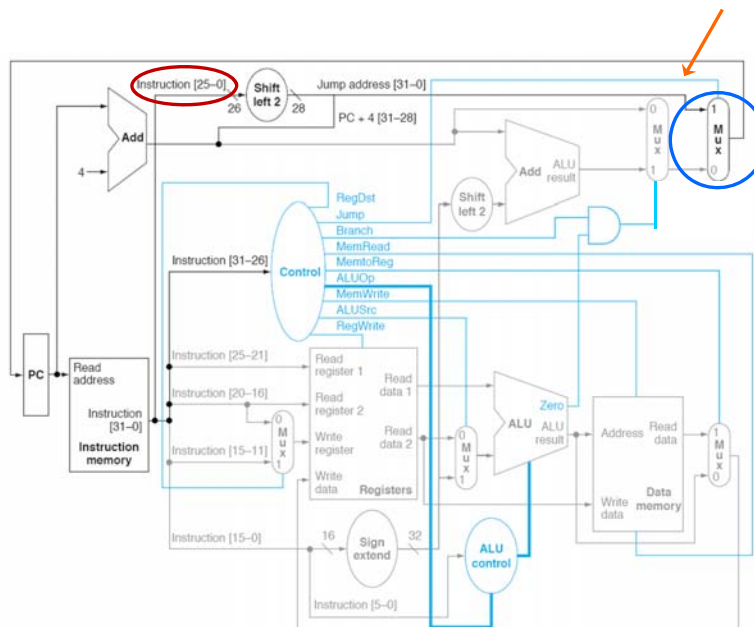 Instruction [25–0]
26
Shift
left 2
28
Jump address [31–0]
PC + 4 [31–28]
Add
4
0
M
u
x
1
1
M
u
x
0
Add
ALU
result
Shift
left 2
RegDst
Jump
Branch
MemRead
MemtoReg
ALUOp
MemWrite
ALUSrc
RegWrite
Control
Instruction [31–26]
PC
Read
address
Instruction
[31–0]
Instruction
memory
Instruction [25–21]
Instruction [20–16]
Instruction [15–11]
0
M
u
x
1
Read
register 1
Read
register 2
Write
register
Write
data
Read
data 1
Read
data 2
Registers
0
M
u
x
1
Zero
ALU
ALU
result
Address
Read
data
Write
data
Data
memory
1
M
u
x
0
Instruction [15–0]
16
Sign
extend
32
ALU
control
Instruction [5–0]